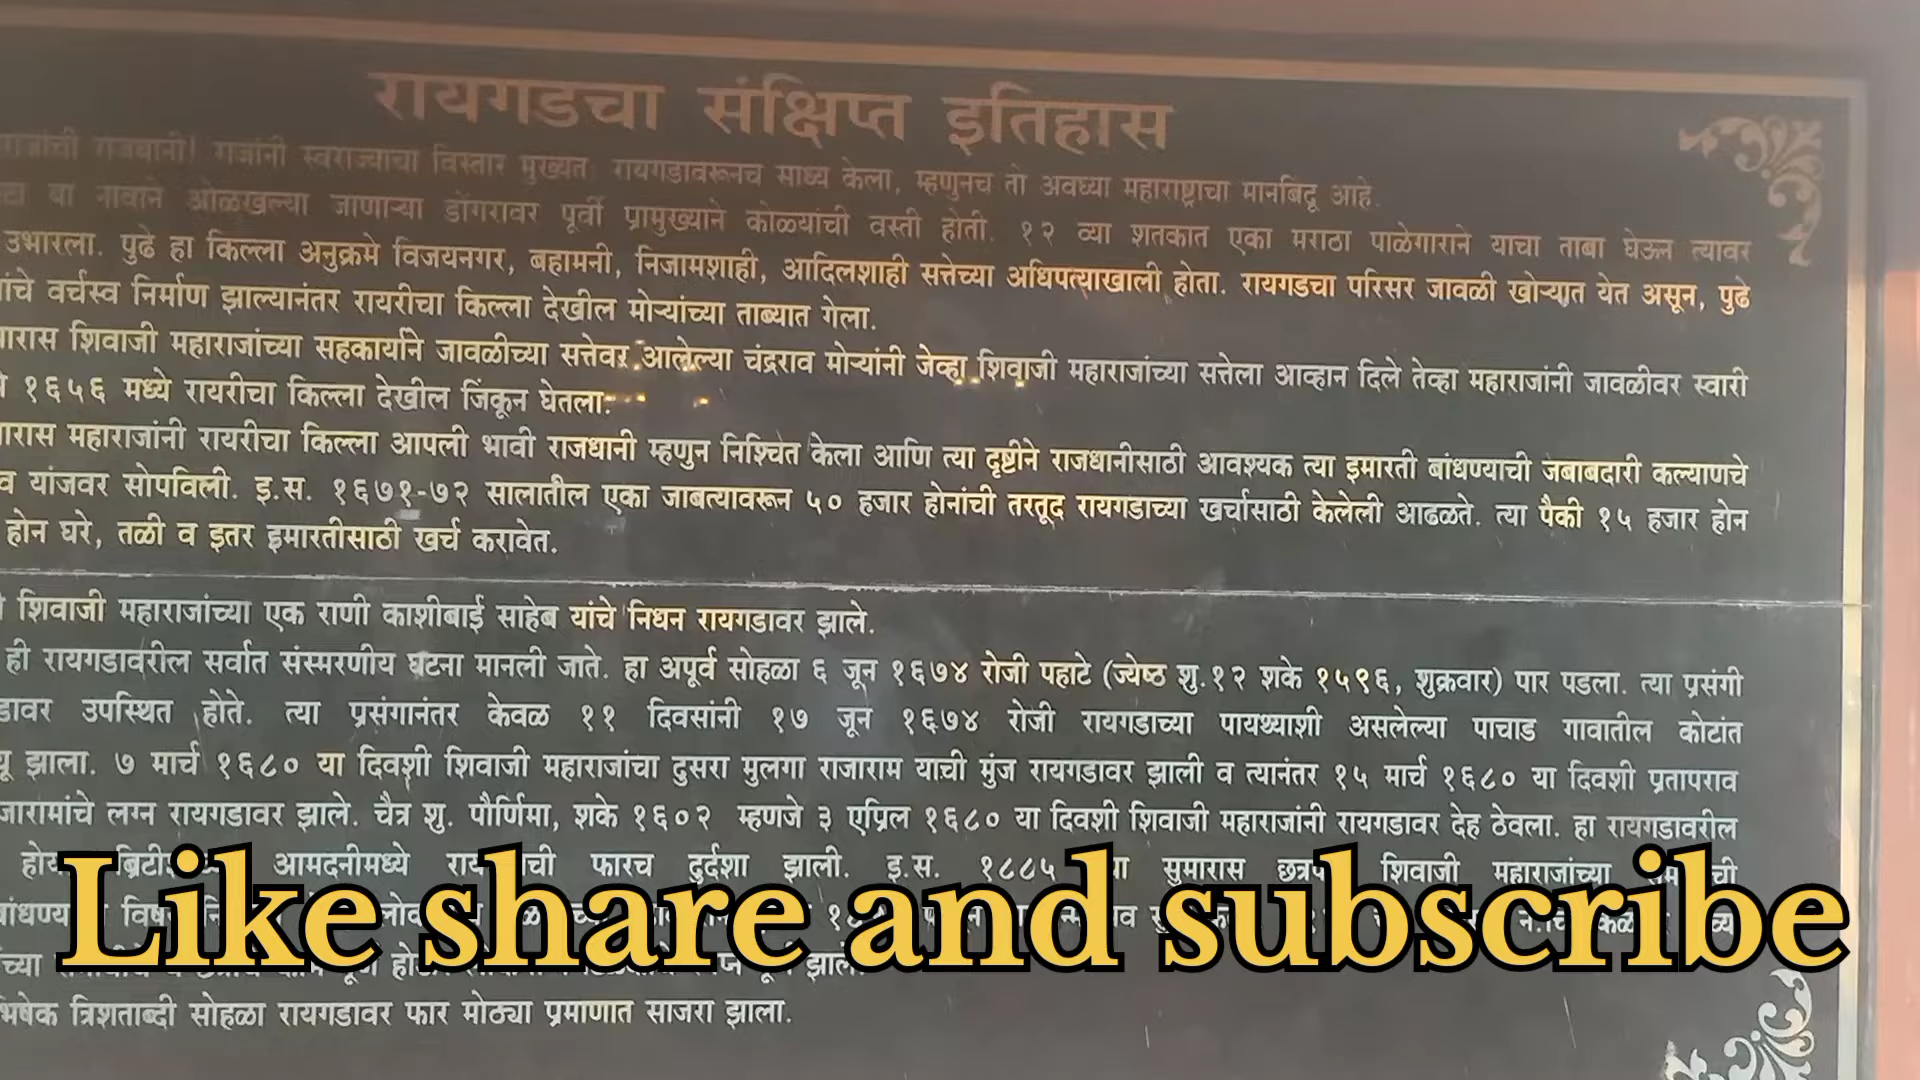 रायगडचा संक्षिप्त इतिहास
राजधानी! राजांनी स्वराज्याचा विस्तार मुख्यत: रायगडावरूनच साध्य केला, म्हणुनच तो अवघ्या महाराष्ट्राचा मानबिंदू आहे.
या नावाने ओळखल्या जाणाऱ्या डोंगरावर पूर्वी प्रामुख्याने कोळ्यांची वस्ती होती. १२ व्या शतकात एका मराठा पाळेगाराने याचा ताबा घेऊन त्यावर
उभारला. पुढे हा किल्ला अनुक्रमे विजयनगर, बहामनी, निजामशाही, आदिलशाही सत्तेच्या अधिपत्याखाली होता. रायगडचा परिसर जावळी खोऱ्यात येत असून, पुढे
वर्चस्व निर्माण झाल्यानंतर रायरीचा किल्ला देखील मोऱ्यांच्या ताब्यात गेला.
शिवाजी महाराजांच्या सहकार्याने जावळीच्या सत्तेवर आलेल्या चंद्रराव मोऱ्यांनी जेव्हा शिवाजी महाराजांच्या सत्तेला आव्हान दिले तेव्हा महाराजांनी जावळीवर स्वारी
१६५६ मध्ये रायरीचा किल्ला देखील जिंकून घेतला.
महाराजांनी रायरीचा किल्ला आपली भावी राजधानी म्हणुन निश्चित केला आणि त्या दृष्टीने राजधानीसाठी आवश्यक त्या इमारती बांधण्याची जबाबदारी कल्याणचे
यांजवर सोपविली. इ.स. १६७१-७२ सालातील एका जाबत्यावरून ५० हजार होनांची तरतूद रायगडाच्या खर्चासाठी केलेली आढळते. त्या पैकी १५ हजार होन
होन घरे, तळी व इतर इमारतीसाठी खर्च करावेत.
शिवाजी महाराजांच्या एक राणी काशीबाई साहेब यांचे निधन रायगडावर झाले.
ही रायगडावरील सर्वात संस्मरणीय घटना मानली जाते. हा अपूर्व सोहळा ६ जून १६७४ रोजी पहाटे (ज्येष्ठ शु.१२ शके १५९६, शुक्रवार) पार पडला. त्या प्रसंगी
उपस्थित होते. त्या प्रसंगानंतर केवळ ११ दिवसांनी १७ जून १६७४ रोजी रायगडाच्या पायथ्याशी असलेल्या पाचाड गावातील कोटांत
झाला. ७ मार्च १६८० या दिवशी शिवाजी महाराजांचा दुसरा मुलगा राजाराम याची मुंज रायगडावर झाली व त्यानंतर १५ मार्च १६८० या दिवशी प्रतापराव
लग्न रायगडावर झाले. चैत्र शु. पौर्णिमा, शके १६०२ म्हणजे ३ एप्रिल १६८० या दिवशी शिवाजी महाराजांनी रायगडावर देह ठेवला. हा रायगडावरील
आमदनीमध्ये फारच दुर्दशा झाली. इ.स. १८८५ सुमारास शिवाजी महाराजांच्या
Like share and subscribe
त्रिशताब्दी सोहळा रायगडावर फार मोठ्या प्रमाणात साजरा झाला.